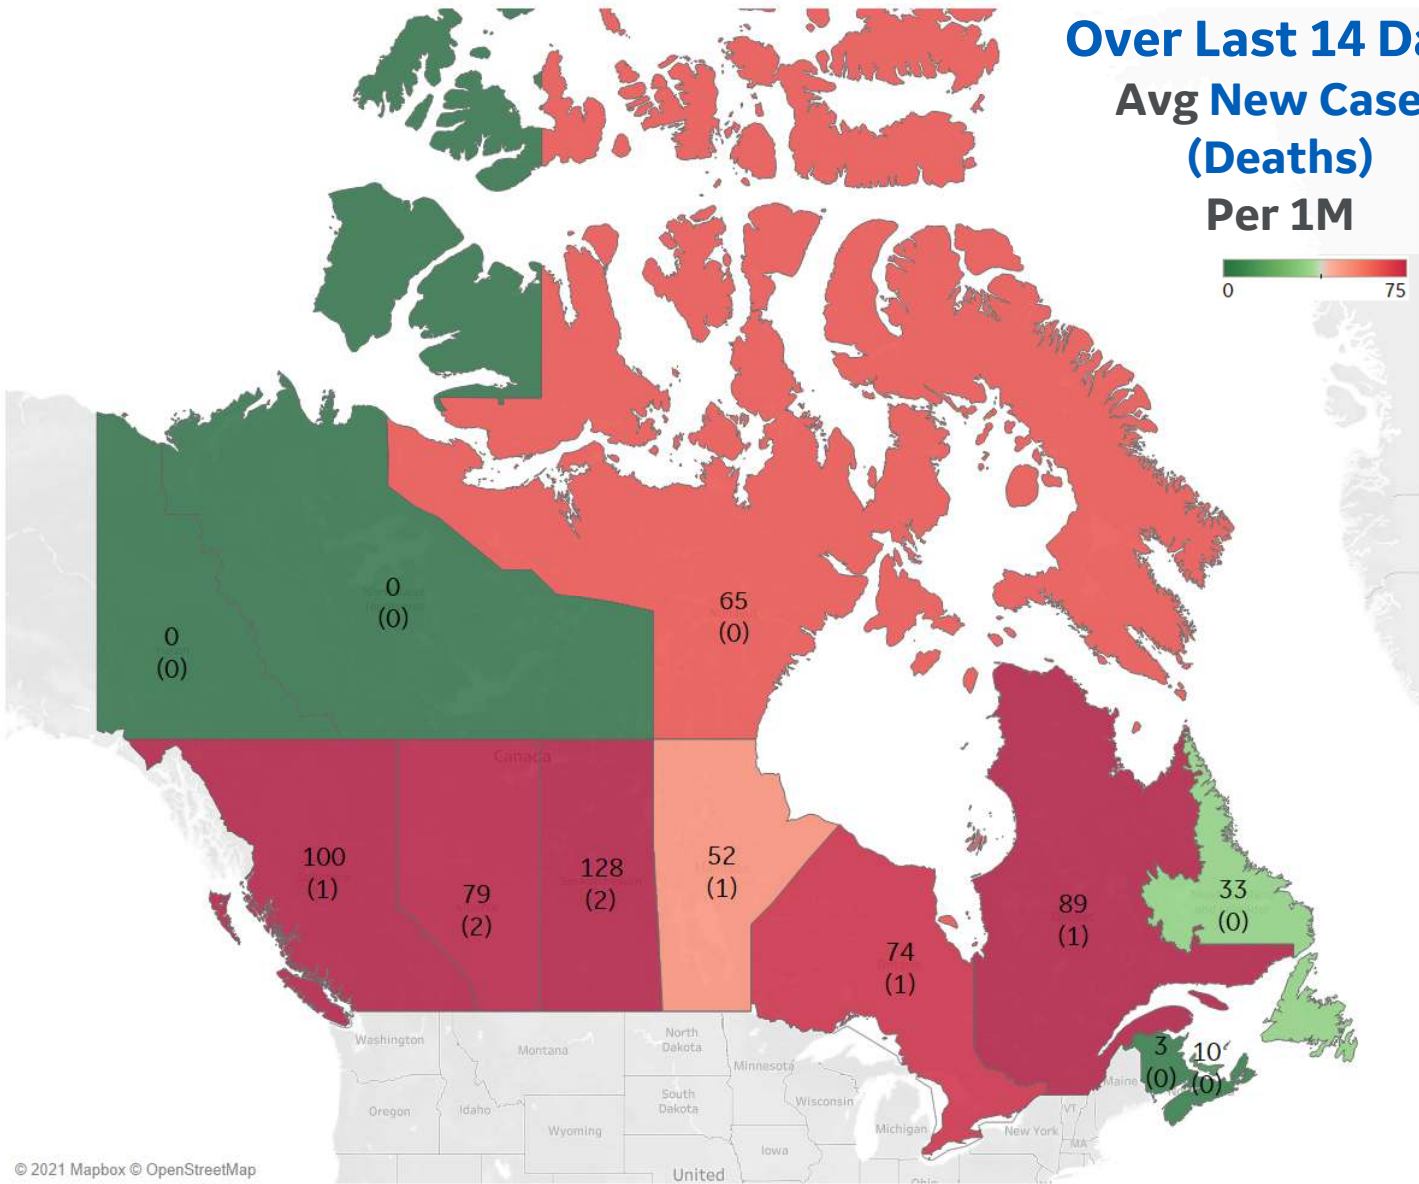 Over Last 14 Da
Avg New Case
(Deaths)
Per 1M
0 75
0
(0)
0
(0)
65
(0)
Canada
100
(1)
79
(2)
128
(2)
52
(1)
74
(1)
89
(1)
33
(0)
3
(0)
10
(0)
Washington
Montana
North
Dakota
Minnesota
Maine
Oregon
Idaho
South
Dakota
Wisconsin
Michigan
New York
VT
MA
Wyoming
Iowa
United
Ohio
© 2021 Mapbox © OpenStreetMap